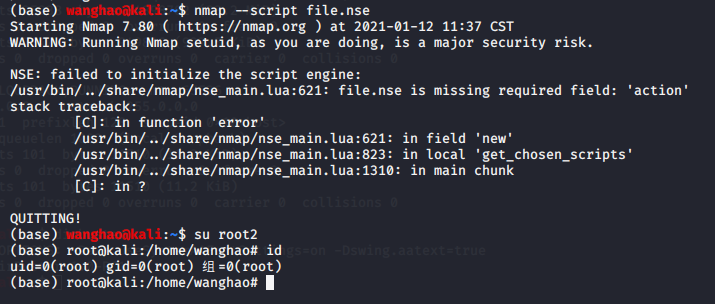 (base) wanghao@kali:~$ nmap --script file.nse
Starting Nmap 7.80 ( https://nmap.org ) at 2021-01-12 11:37 CST
WARNING: Running Nmap setuid, as you are doing, is a major security risk.
NSE: failed to initialize the script engine:
/usr/bin/../share/nmap/nse_main.lua:621: file.nse is missing required field: 'action'
stack traceback:
[C]: in function 'error'
/usr/bin/../share/nmap/nse_main.lua:621: in field 'new'
/usr/bin/../share/nmap/nse_main.lua:823: in local 'get_chosen_scripts'
/usr/bin/../share/nmap/nse_main.lua:1310: in main chunk
[C]: in ?
QUITTING!
(base) wanghao@kali:~$ su root2
(base) root@kali:/home/wanghao# id
uid=0(root) gid=0(root) 组=0(root)
(base) root@kali:/home/wanghao#